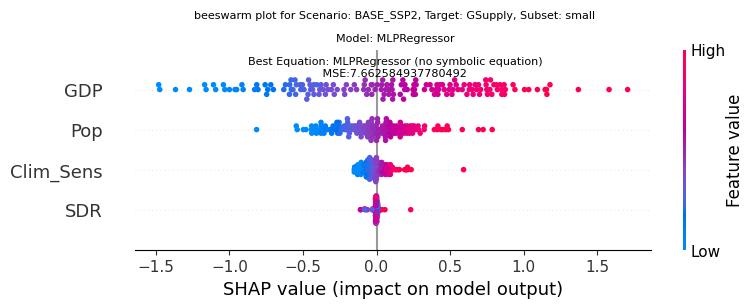 beeswarm plot for Scenario: BASE_SSP2, Target: GSupply, Subset: small
Model: MLPRegressor
Best Equation: MLPRegressor (no symbolic equation)
MSE:7.662584937780492
High
GDP
Pop
Clim_Sens
SDR
Feature value
Low
−1.5 −1.0 −0.5 0.0 0.5 1.0 1.5
SHAP value (impact on model output)